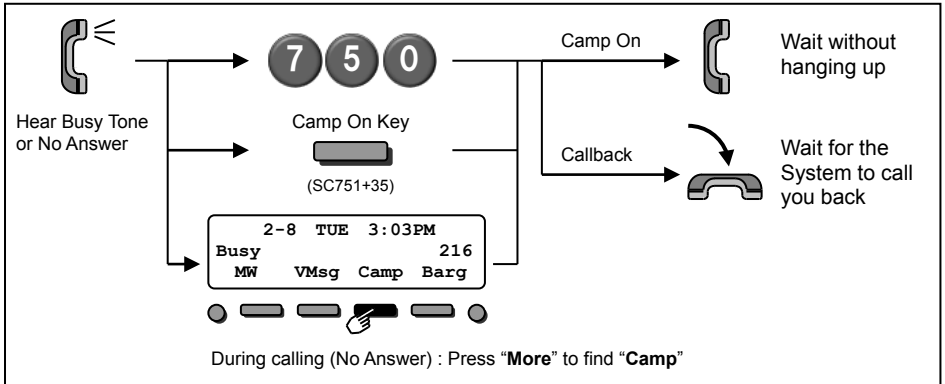 Hear Busy Tone
or No Answer
7 5 0
Camp On Key
(SC751+35)
2-8 TUE 3:03PM
Busy 216
MW VMsg Camp Barg
During calling (No Answer) : Press “More” to find “Camp”
Camp On
Wait without
hanging up
Callback
Wait for the
System to call
you back